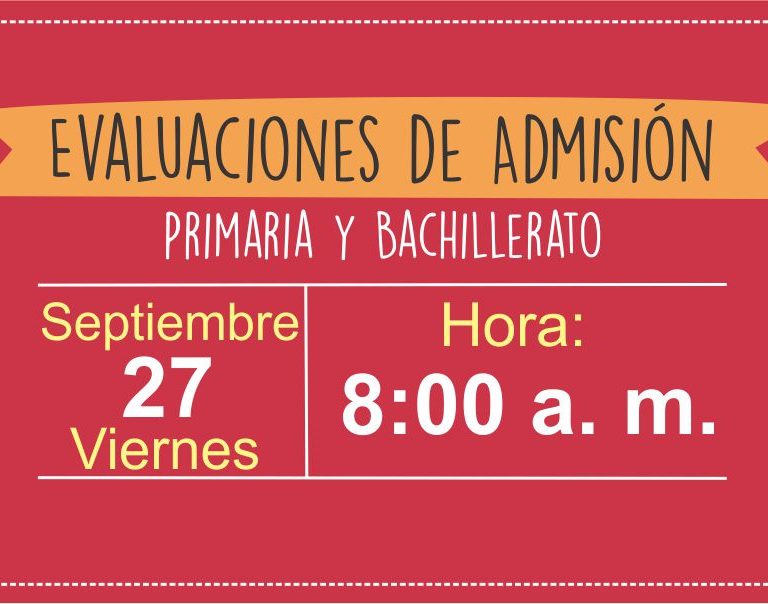 EVALUACIONES DE ADMISIÓN
PRIMARIA Y BACHILLERATO
Septiembre
27
Viernes
Hora:
8:00 a. m.